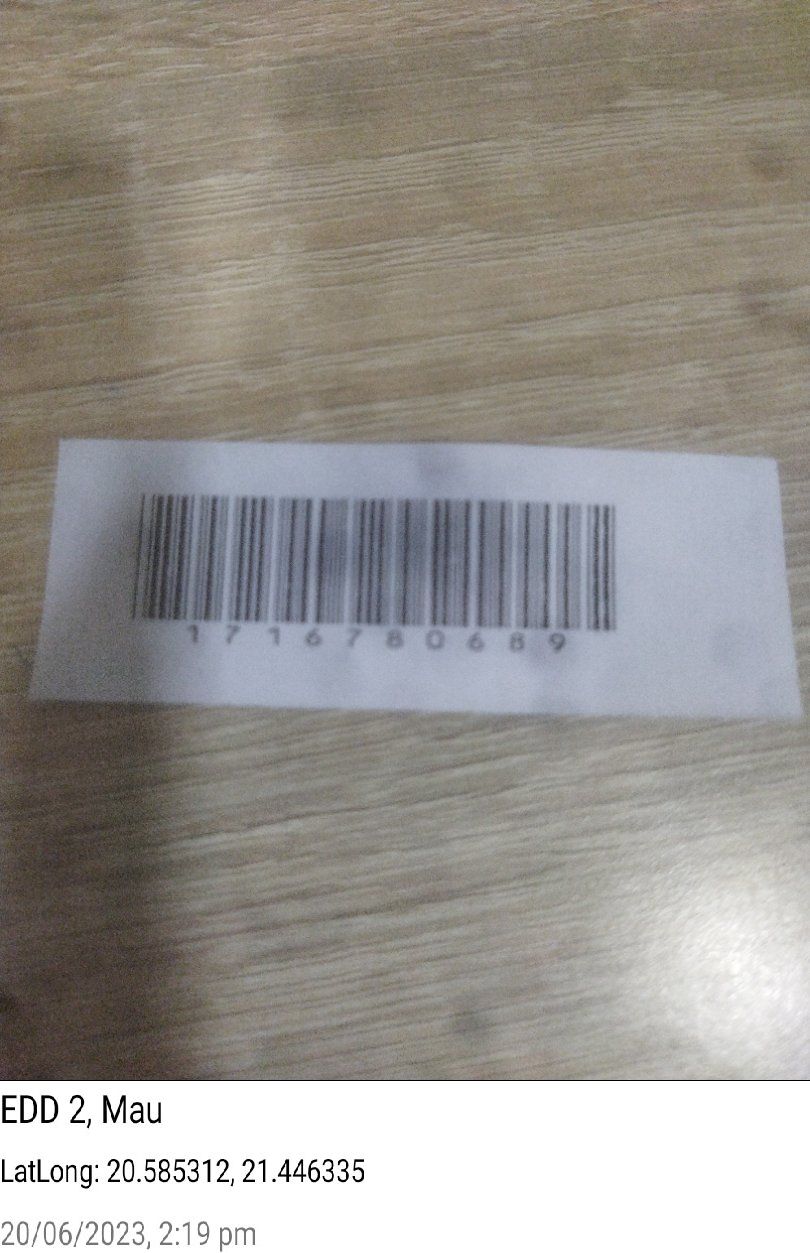 1716780689
EDD 2, Mau
LatLong: 20.585312, 21.446335
20/06/2023, 2:19 pm